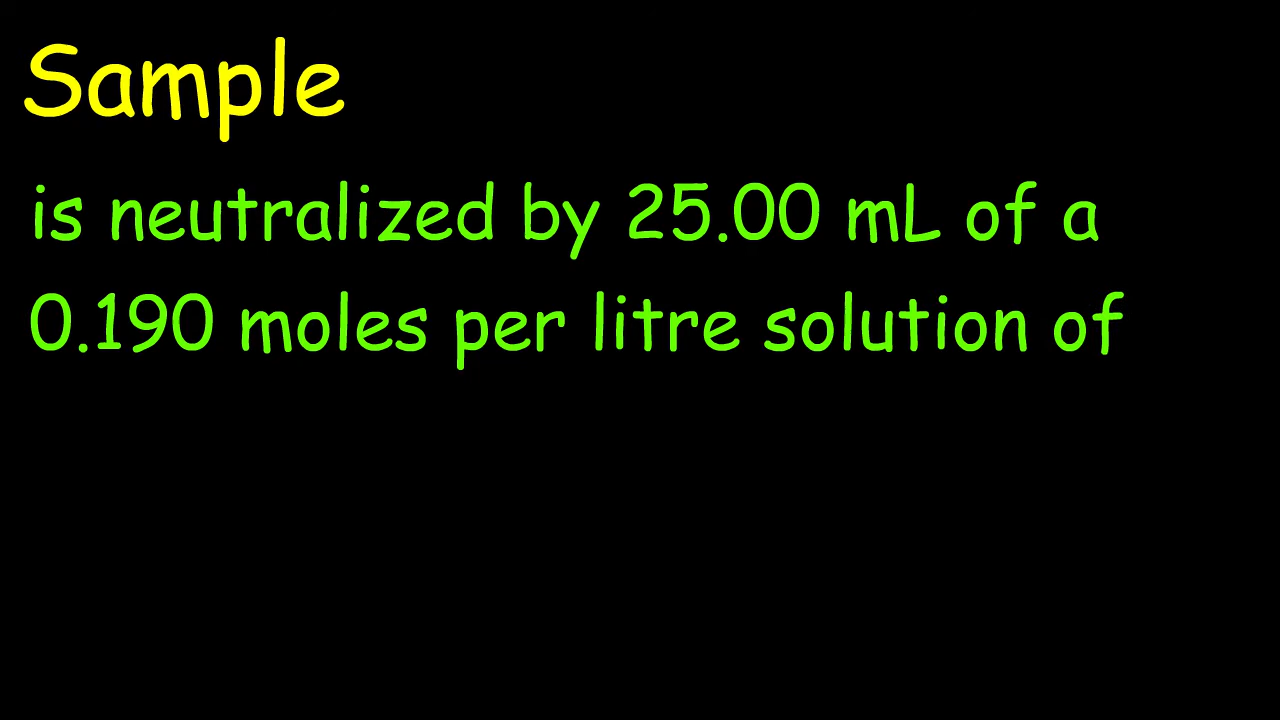 Sample
is neutralized by 25.00 mL of a
0.190 moles per litre solution of